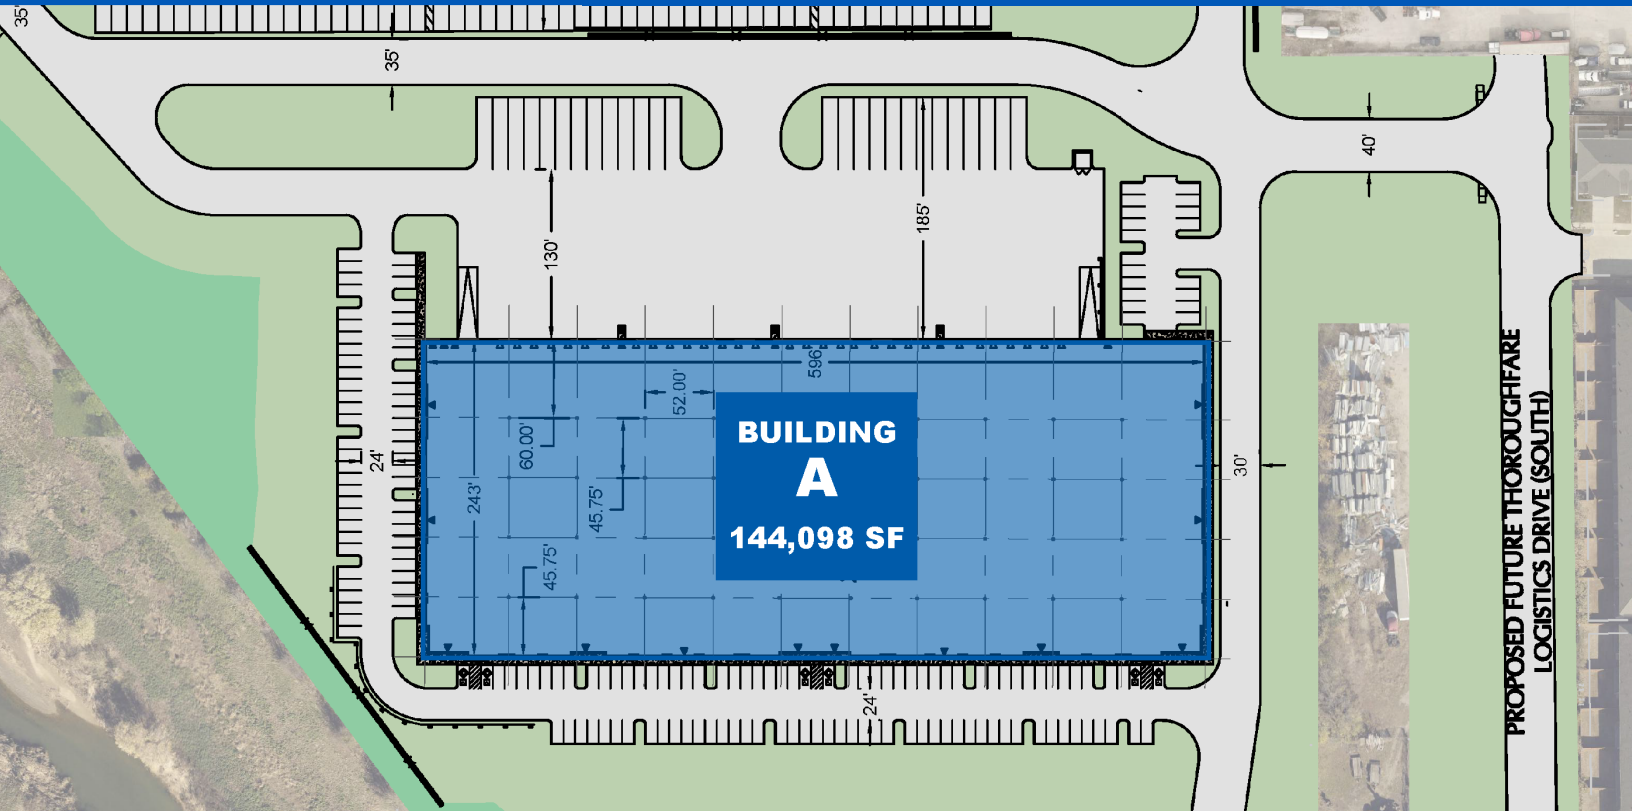 35'
35'
40'
130'
185'
596'
52.00'
60.00'
45.75'
243'
45.75'
BUILDING
A
144,098 SF
24'
30'
24'
PROPOSED FUTURE THOROUGHFARE
LOGISTICS DRIVE (SOUTH)